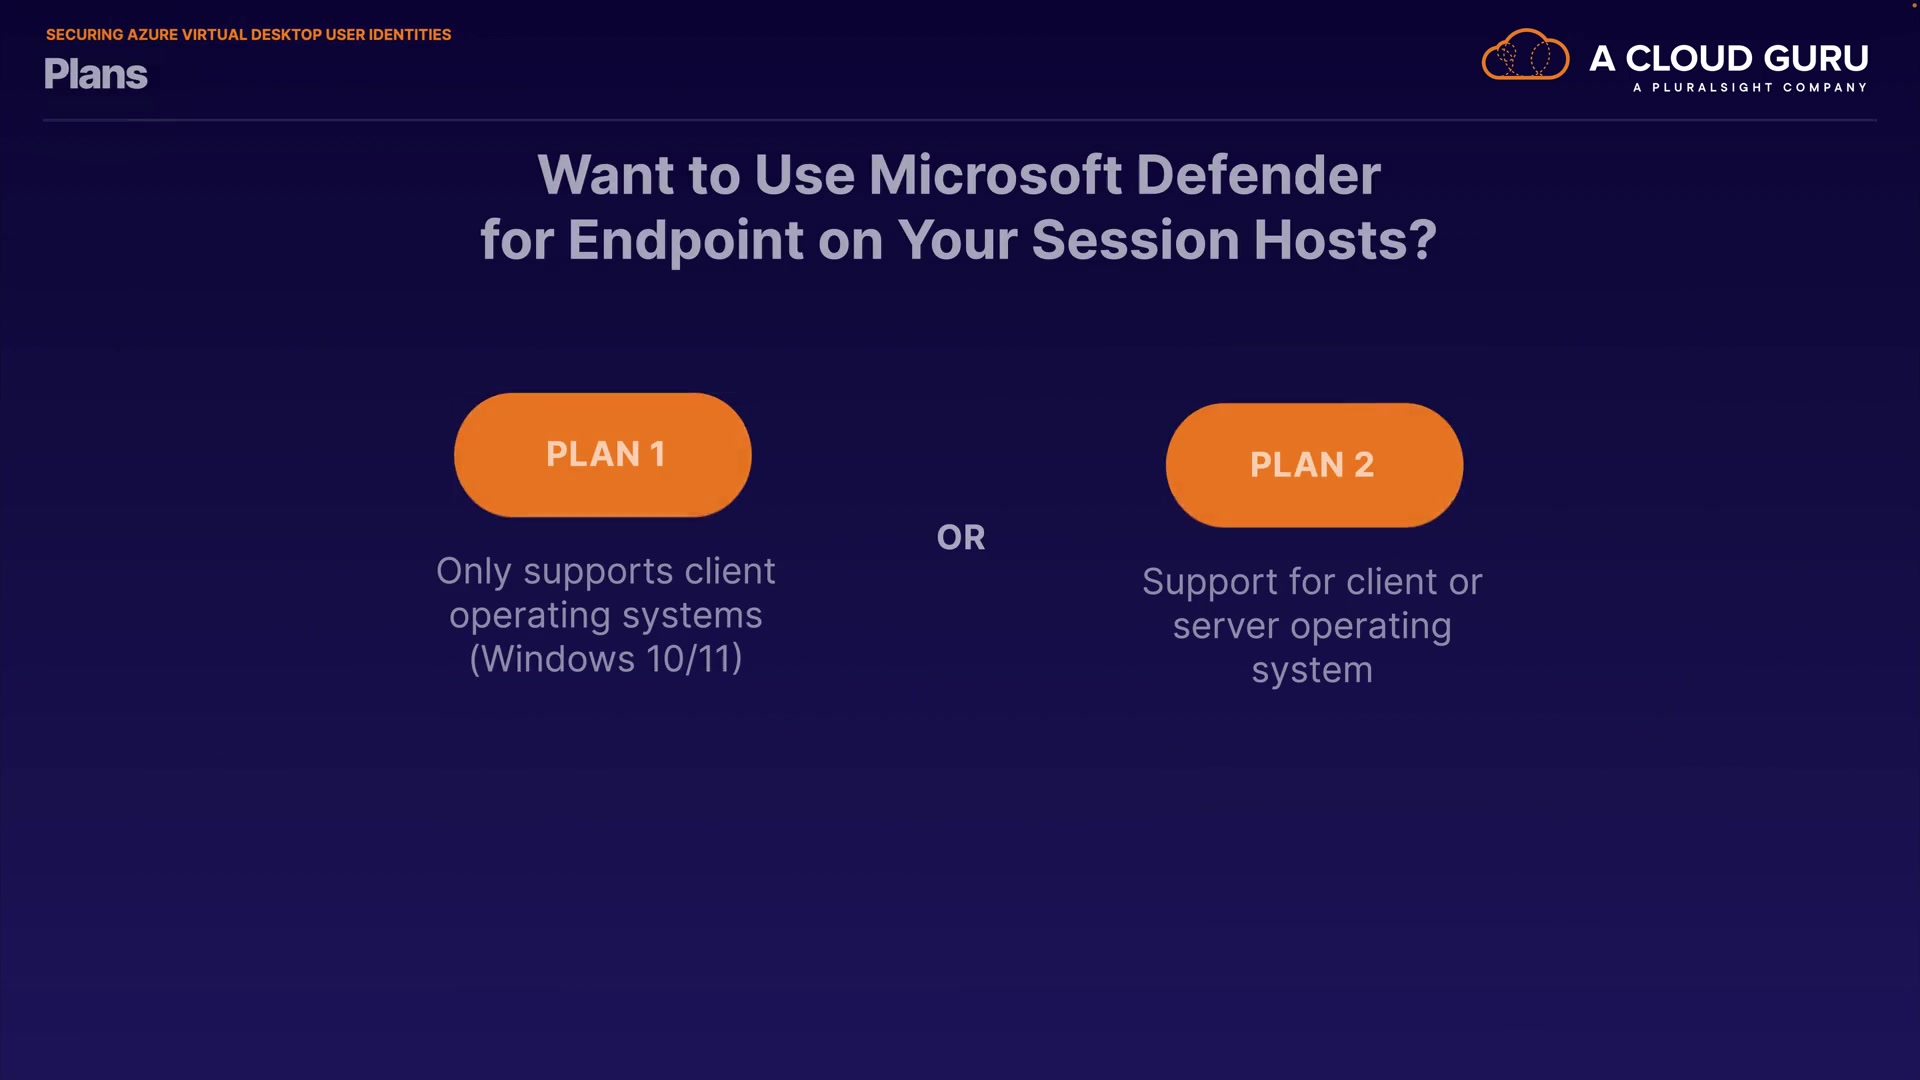 SECURING AZURE VIRTUAL DESKTOP USER IDENTITIES
Plans
A CLOUD GURU
A PLURALSIGHT COMPANY
Want to Use Microsoft Defender
for Endpoint on Your Session Hosts?
PLAN 1
Only supports client
operating systems
(Windows 10/11)
OR
PLAN 2
Support for client or
server operating
system